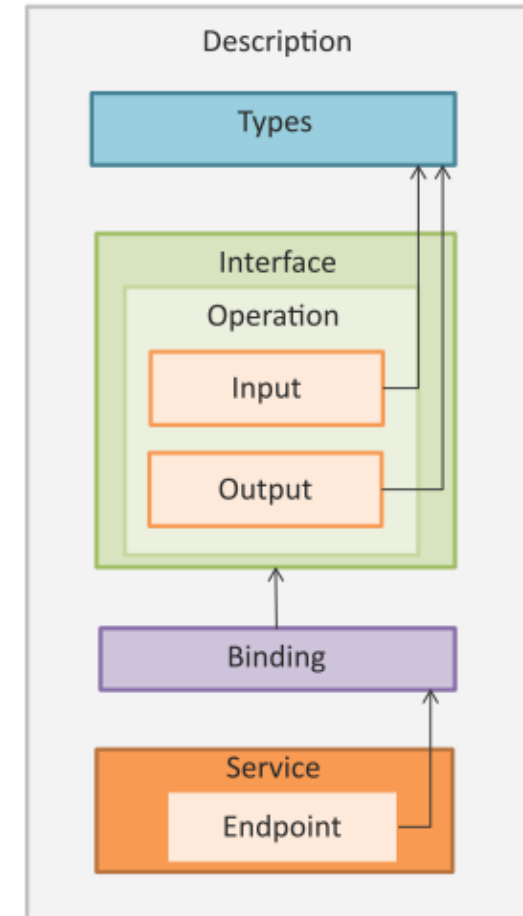 Description
Types
Interface
Operation
Input
Output
Binding
Service
Endpoint